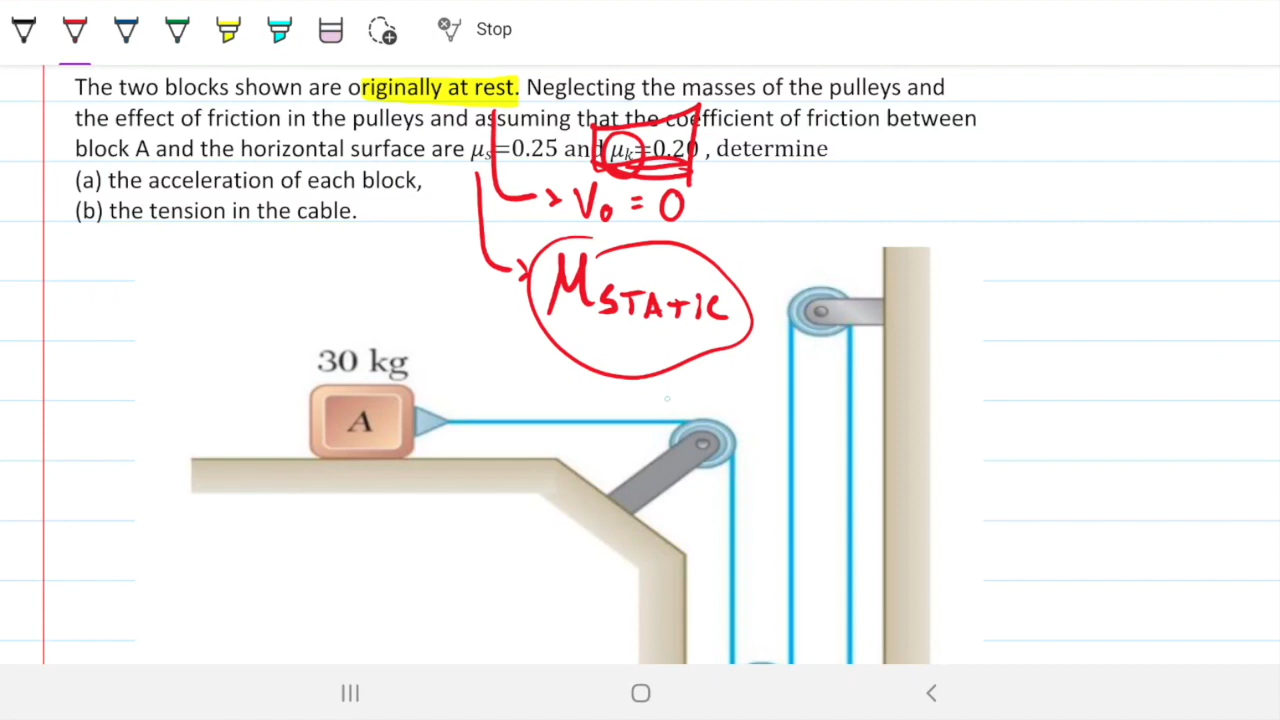 Stop
The two blocks shown are originally at rest. Neglecting the masses of the pulleys and
the effect of friction in the pulleys and assuming that the coefficient of friction between
block A and the horizontal surface are μs=0.25 and μk=0.20 , determine
(a) the acceleration of each block,
(b) the tension in the cable.
V₀ = 0
μSTATIC
30 kg
A